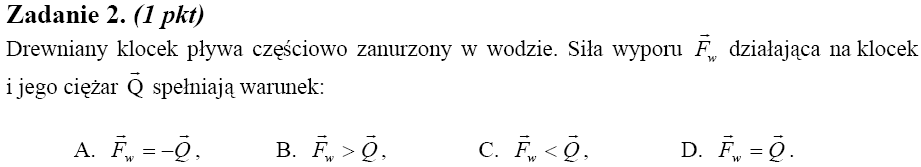 Zadanie 2. (1 pkt)
Drewniany klocek pływa częściowo zanurzony w wodzie. Siła wyporu $\vec{F}_w$ działająca na klocek
i jego ciężar $\vec{Q}$ spełniają warunek:
A. $\vec{F}_w = -\vec{Q}$, B. $\vec{F}_w > \vec{Q}$, C. $\vec{F}_w < \vec{Q}$, D. $\vec{F}_w = \vec{Q}$.